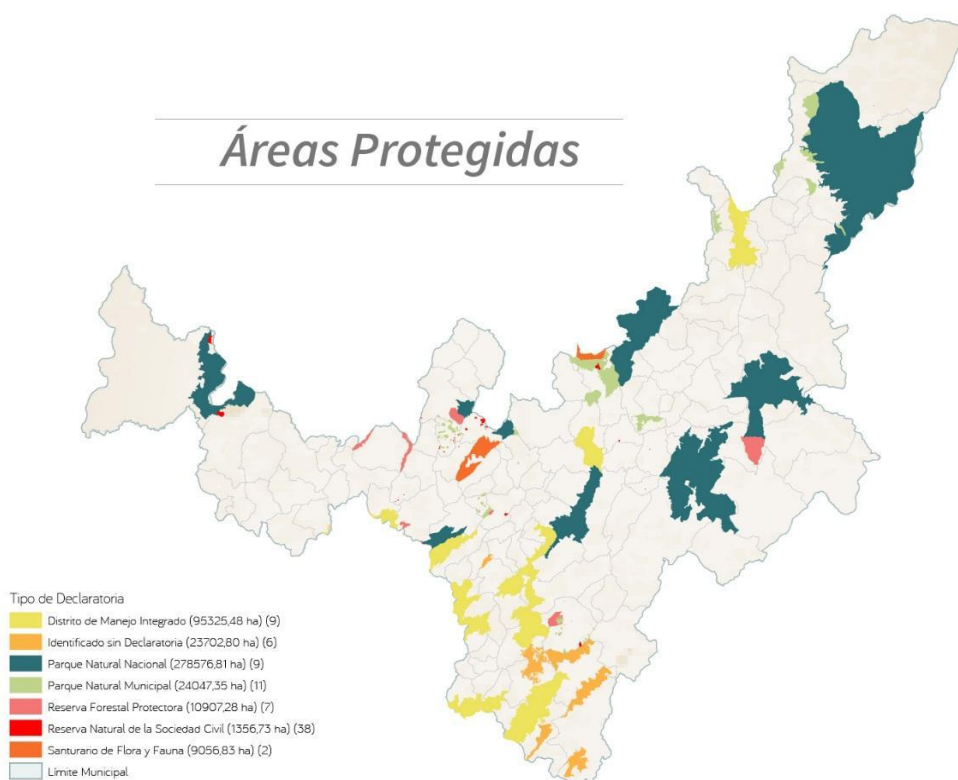 Áreas Protegidas
Tipo de Declaratoria
Distrito de Manejo Integrado (95325,48 ha) (9)
Identificado sin Declaratoria (23702,80 ha) (6)
Parque Natural Nacional (278576,81 ha) (9)
Parque Natural Municipal (24047,35 ha) (11)
Reserva Forestal Protectora (10907,28 ha) (7)
Reserva Natural de la Sociedad Civil (1356,73 ha) (38)
Santurario de Flora y Fauna (9056,83 ha) (2)
Límite Municipal